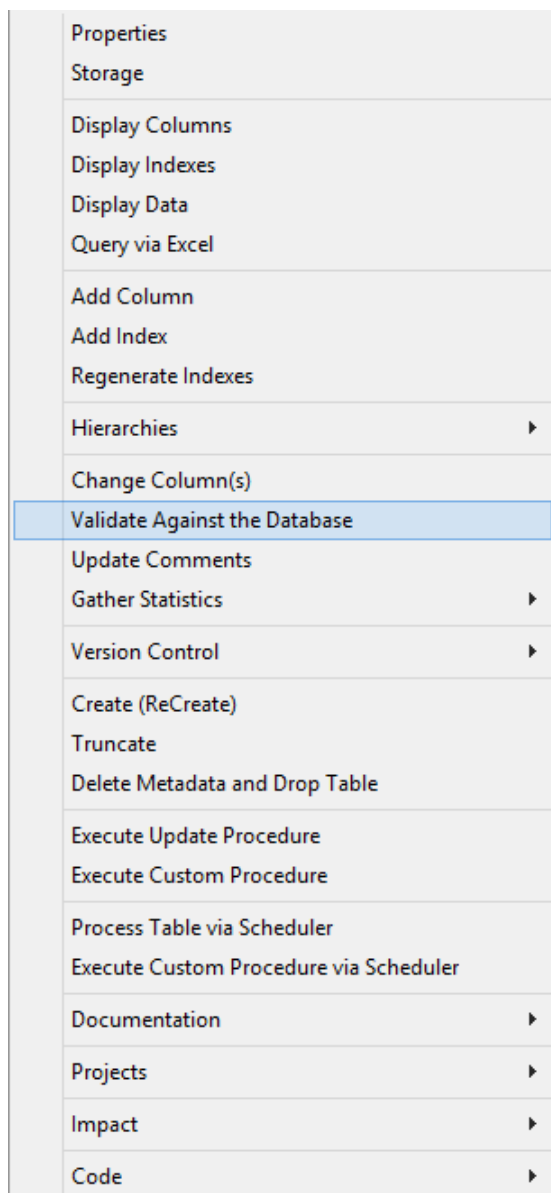 Properties
Storage
Display Columns
Display Indexes
Display Data
Query via Excel
Add Column
Add Index
Regenerate Indexes
Hierarchies
Change Column(s)
Validate Against the Database
Update Comments
Gather Statistics
Version Control
Create (ReCreate)
Truncate
Delete Metadata and Drop Table
Execute Update Procedure
Execute Custom Procedure
Process Table via Scheduler
Execute Custom Procedure via Scheduler
Documentation
Projects
Impact
Code